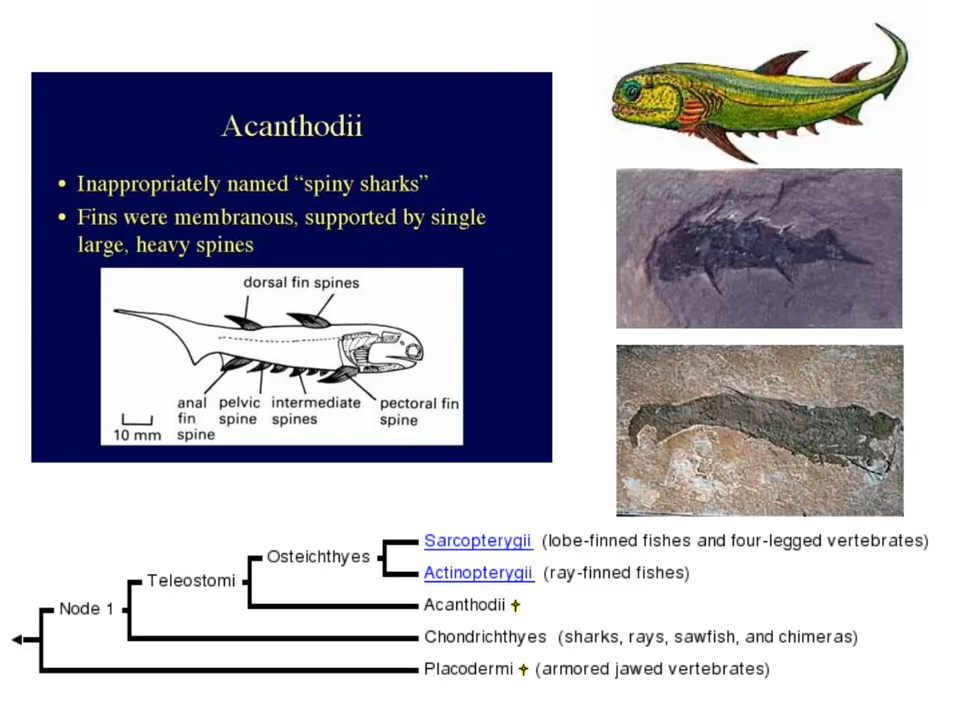 Acanthodii
• Inappropriately named “spiny sharks”
• Fins were membranous, supported by single
large, heavy spines
dorsal fin spines
anal fin spine
pelvic spine
intermediate spines
pectoral fin spine
10 mm
Sarcopterygii (lobe-finned fishes and four-legged vertebrates)
Osteichthyes
Actinopterygii (ray-finned fishes)
Teleostomi
Acanthodii †
Node 1
Chondrichthyes (sharks, rays, sawfish, and chimeras)
Placodermi † (armored jawed vertebrates)